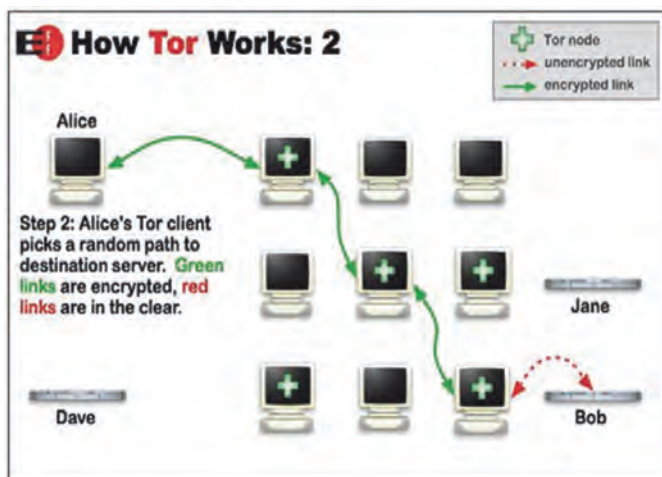 How Tor Works: 2
Tor node
unencrypted link
encrypted link
Alice
Step 2: Alice's Tor client
picks a random path to
destination server. Green
links are encrypted, red
links are in the clear.
Jane
Dave
Bob